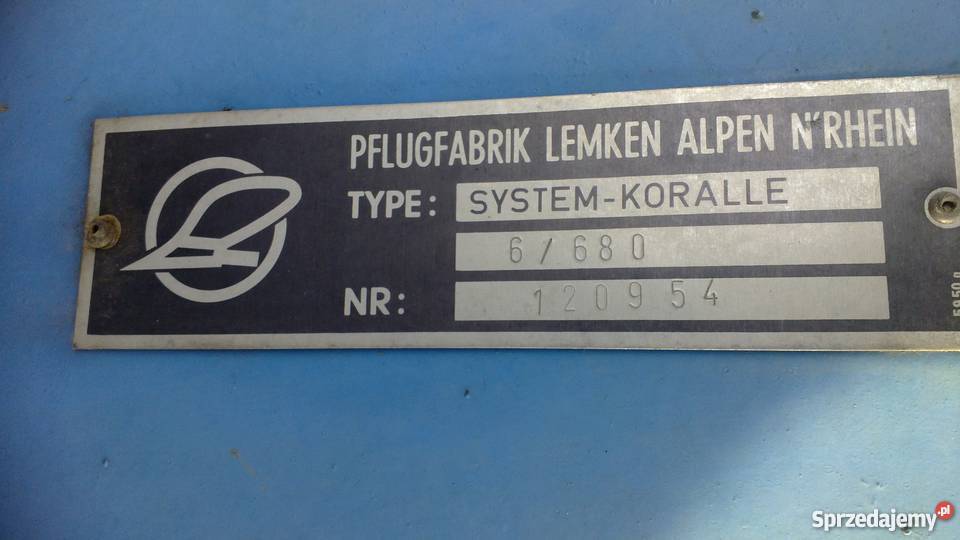 PFLUGFABRIK LEMKEN ALPEN N'RHEIN
TYPE: SYSTEM-KORALLE
6/680
NR: 120954
Sprzedajemy.pl